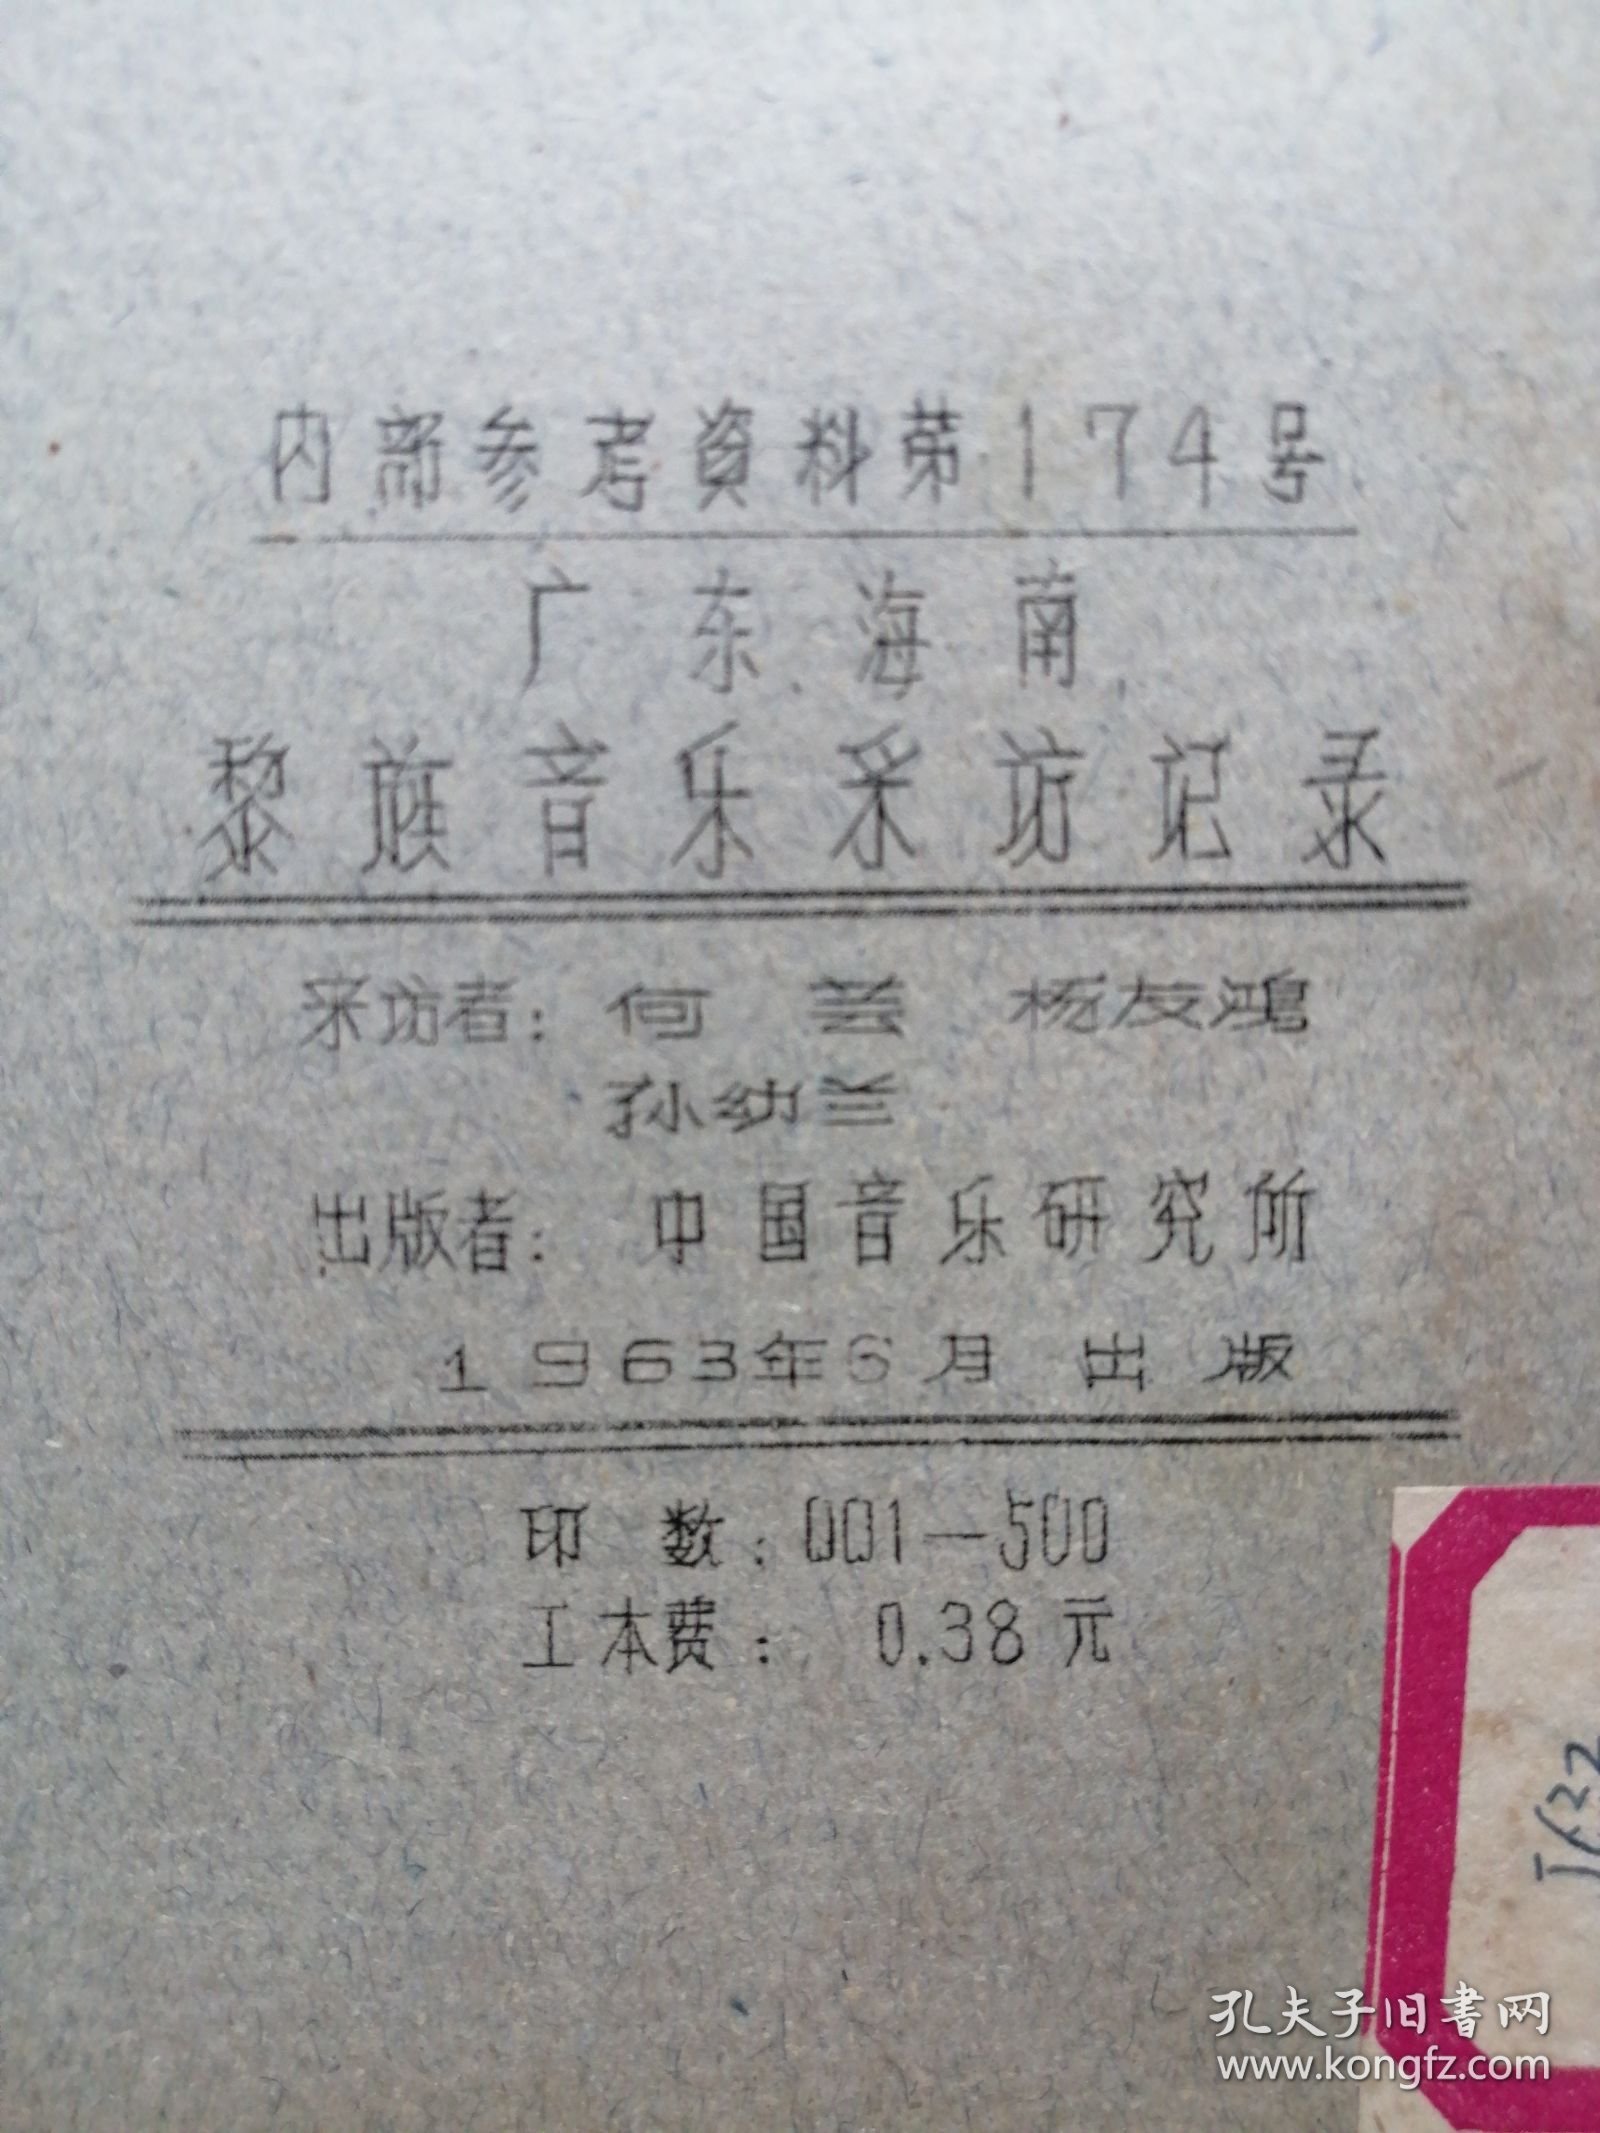 内部参考資料第174号
广东海南
黎族音乐采访记录
采访者：何芸 杨友鸿
孙幼兰
出版者：中国音乐研究所
1963年6月出版
印数：001—500
工本费：0.38元
孔夫子旧書网
www.kongfz.com